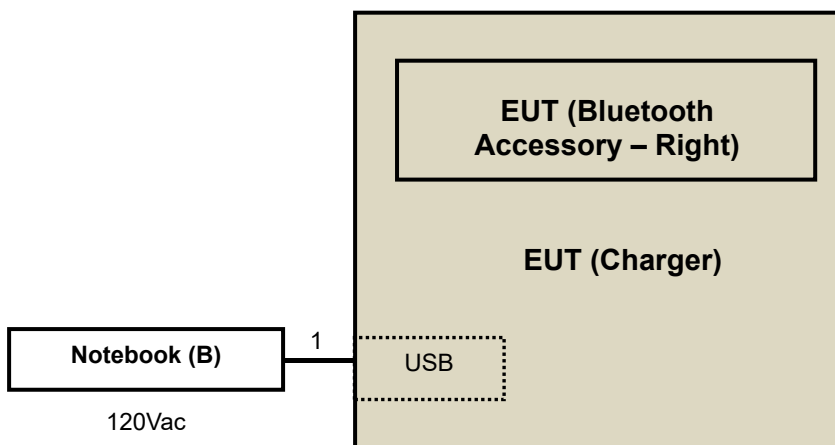 EUT (Bluetooth
Accessory – Right)
EUT (Charger)
Notebook (B)
1
USB
120Vac